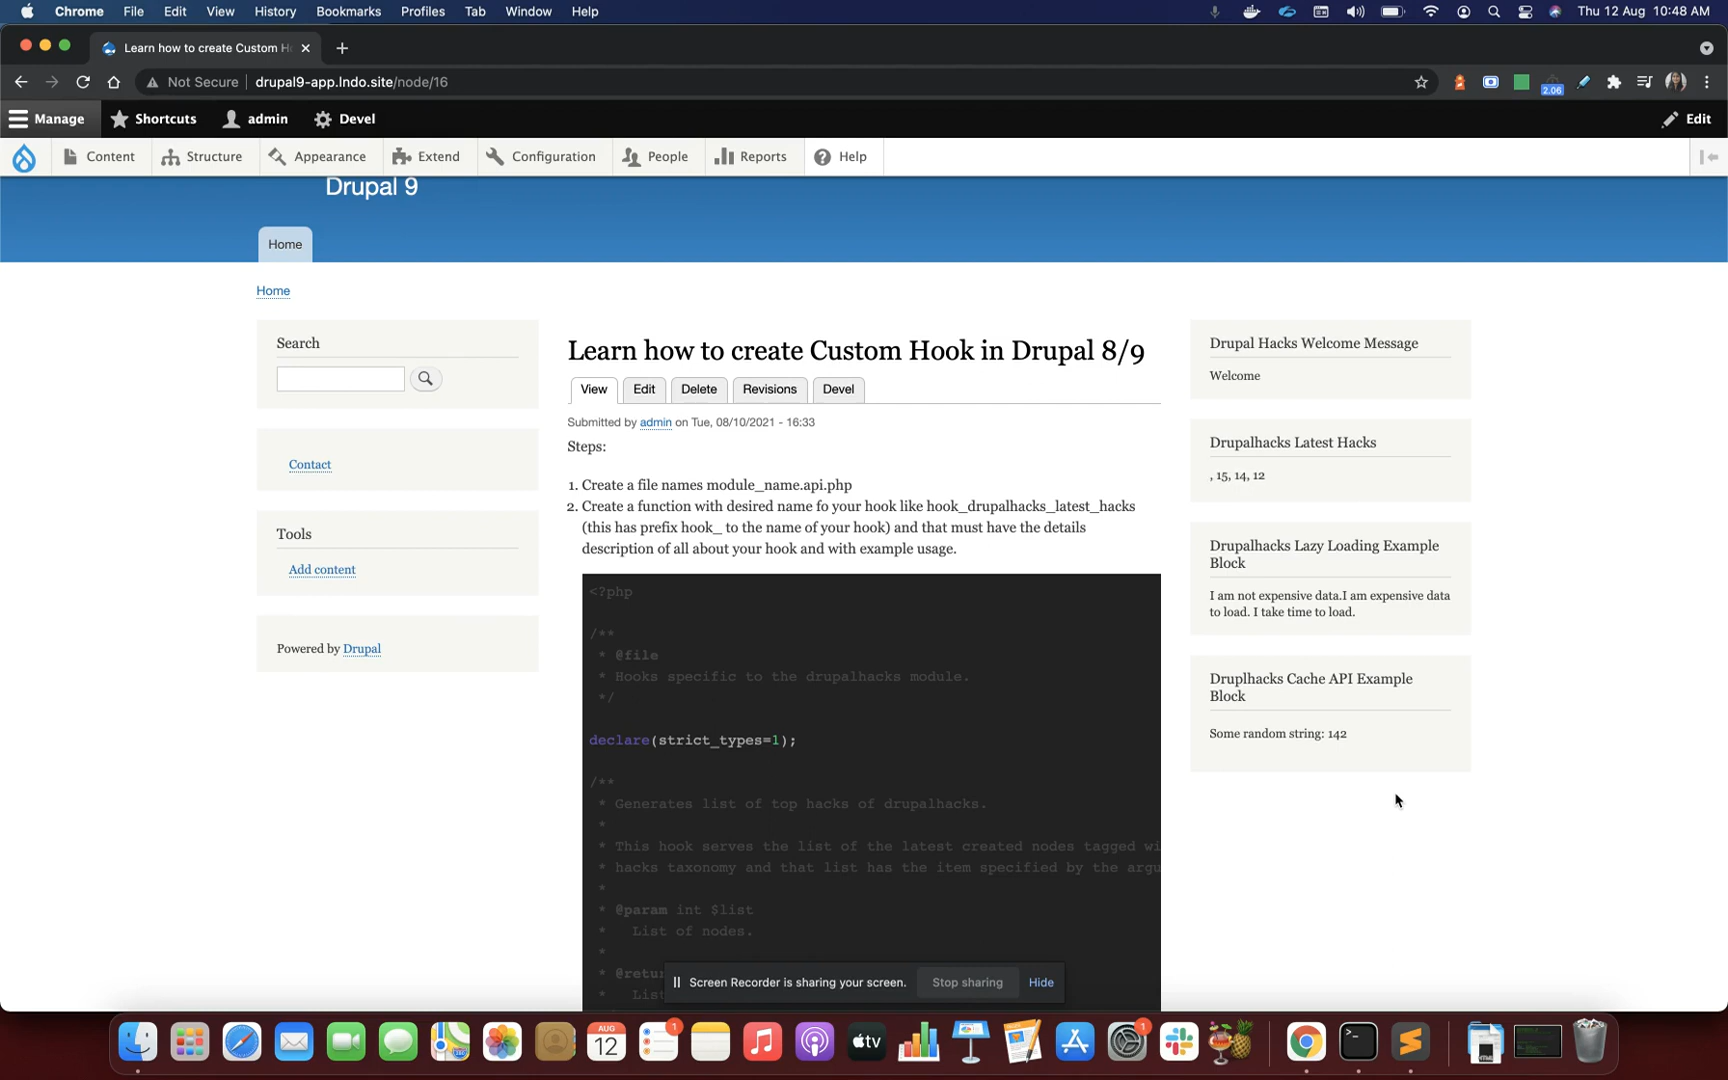 Chrome File Edit View History Bookmarks Profiles Tab Window Help Thu 12 Aug 10:48 AM
Learn how to create Custom H
Not Secure drupal9-app.lndo.site/node/16
2.06
Manage Shortcuts admin Devel Edit
Content Structure Appearance Extend Configuration People Reports Help
Drupal 9
Home
Home
Search
Contact
Tools
Add content
Powered by Drupal
Learn how to create Custom Hook in Drupal 8/9
View Edit Delete Revisions Devel
Submitted by admin on Tue, 08/10/2021 - 16:33
Steps:
1. Create a file names module_name.api.php
2. Create a function with desired name fo your hook like hook_drupalhacks_latest_hacks
(this has prefix hook_ to the name of your hook) and that must have the details
description of all about your hook and with example usage.
<?php
/**
* @file
* Hooks specific to the drupalhacks module.
*/
declare(strict_types=1);
/**
* Generates list of top hacks of drupalhacks.
*
* This hook serves the list of the latest created nodes tagged wi
* hacks taxonomy and that list has the item specified by the argu
*
* @param int $list
* List of nodes.
*
* @retu
* List
Drupal Hacks Welcome Message
Welcome
Drupalhacks Latest Hacks
, 15, 14, 12
Drupalhacks Lazy Loading Example
Block
I am not expensive data.I am expensive data
to load. I take time to load.
Druplhacks Cache API Example
Block
Some random string: 142
Screen Recorder is sharing your screen. Stop sharing Hide
AUG
12
1
tv
1